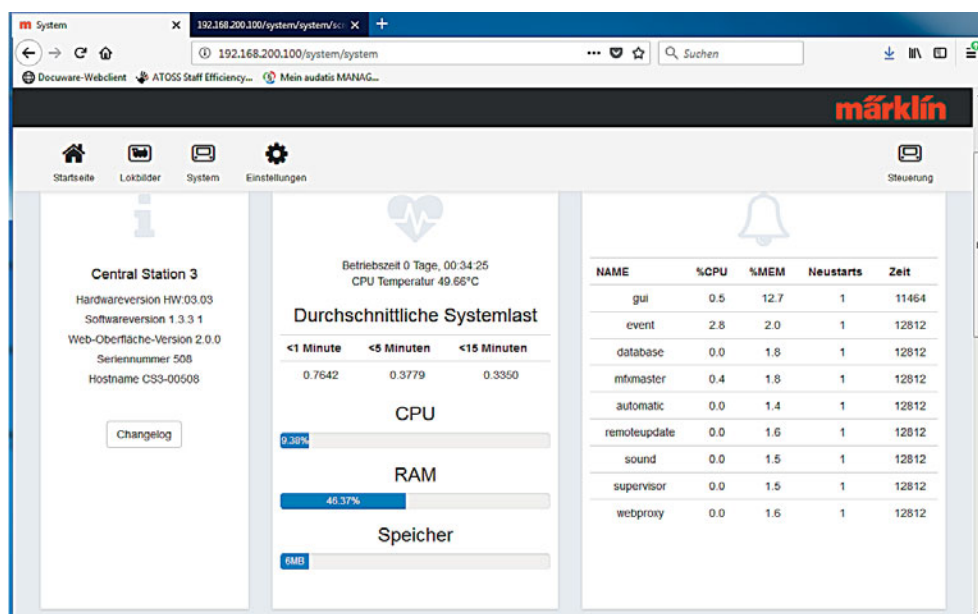 System
192.168.200.100/system/system/scr
192.168.200.100/system/system
Suchen
Docuware-Webclient
ATOSS Staff Efficiency...
Mein audatis MANAG...
märklin
Startseite
Lokbilder
System
Einstellungen
Steuerung
Central Station 3
Hardwareversion HW:03.03
Softwareversion 1.3.3 1
Web-Oberfläche-Version 2.0.0
Seriennummer 508
Hostname CS3-00508
Changelog
Betriebszeit 0 Tage, 00:34:25
CPU Temperatur 49.66°C
Durchschnittliche Systemlast
<1 Minute <5 Minuten <15 Minuten
0.7642 0.3779 0.3350
CPU
9.38%
RAM
46.37%
Speicher
6MB
NAME %CPU %MEM Neustarts Zeit
gui 0.5 12.7 1 11464
event 2.8 2.0 1 12812
database 0.0 1.8 1 12812
mfxmaster 0.4 1.8 1 12812
automatic 0.0 1.4 1 12812
remoteupdate 0.0 1.6 1 12812
sound 0.0 1.5 1 12812
supervisor 0.0 1.5 1 12812
webproxy 0.0 1.6 1 12812